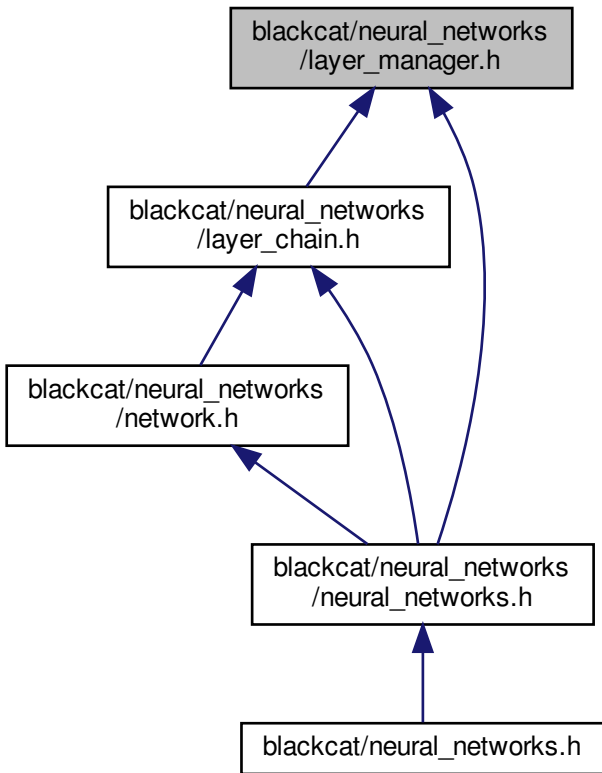 blackcat/neural_networks
/layer_manager.h
blackcat/neural_networks
/layer_chain.h
blackcat/neural_networks
/network.h
blackcat/neural_networks
/neural_networks.h
blackcat/neural_networks.h